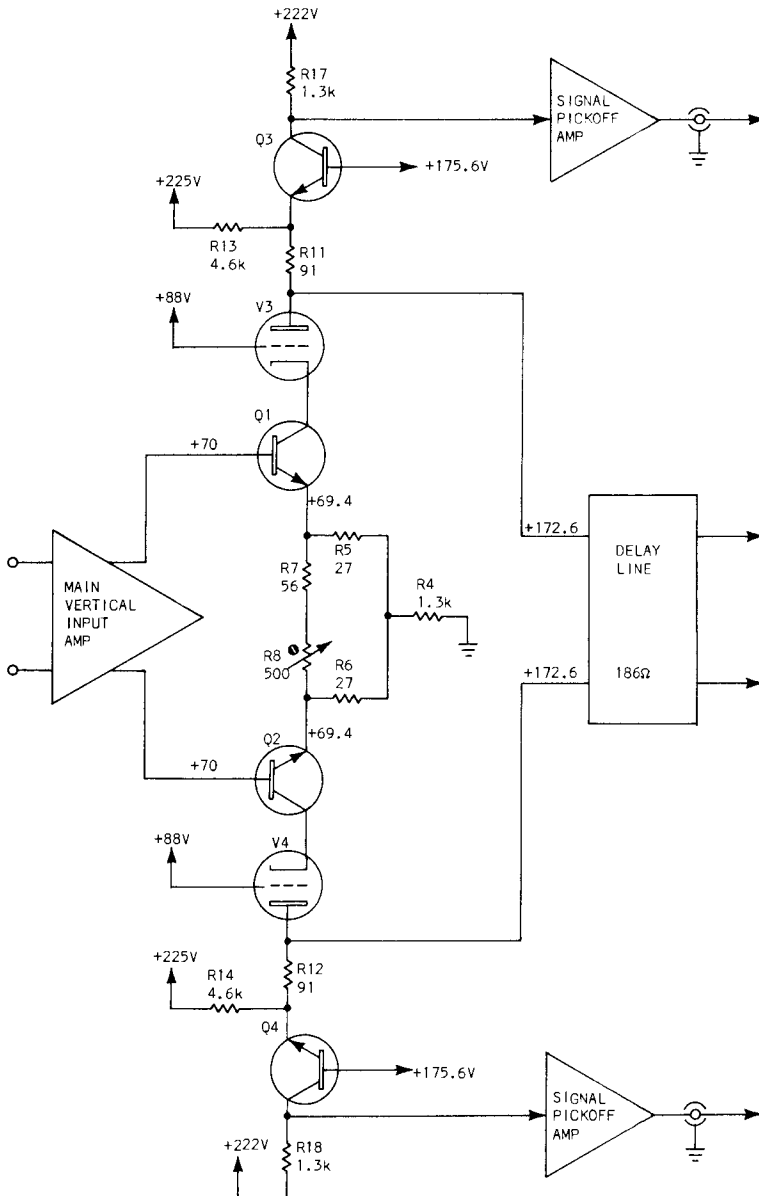 +222V
R17
1.3k
SIGNAL
PICKOFF
AMP
Q3
+175.6V
+225V
R13
4.6k
R11
91
+88V
V3
Q1
+70
+69.4
R5
27
R7
56
R4
1.3k
MAIN
VERTICAL
INPUT
AMP
R8
500
R6
27
+172.6
DELAY
LINE
+172.6
186Ω
+69.4
Q2
+70
V4
+88V
+225V
R14
4.6k
R12
91
Q4
+175.6V
SIGNAL
PICKOFF
AMP
+222V
R18
1.3k